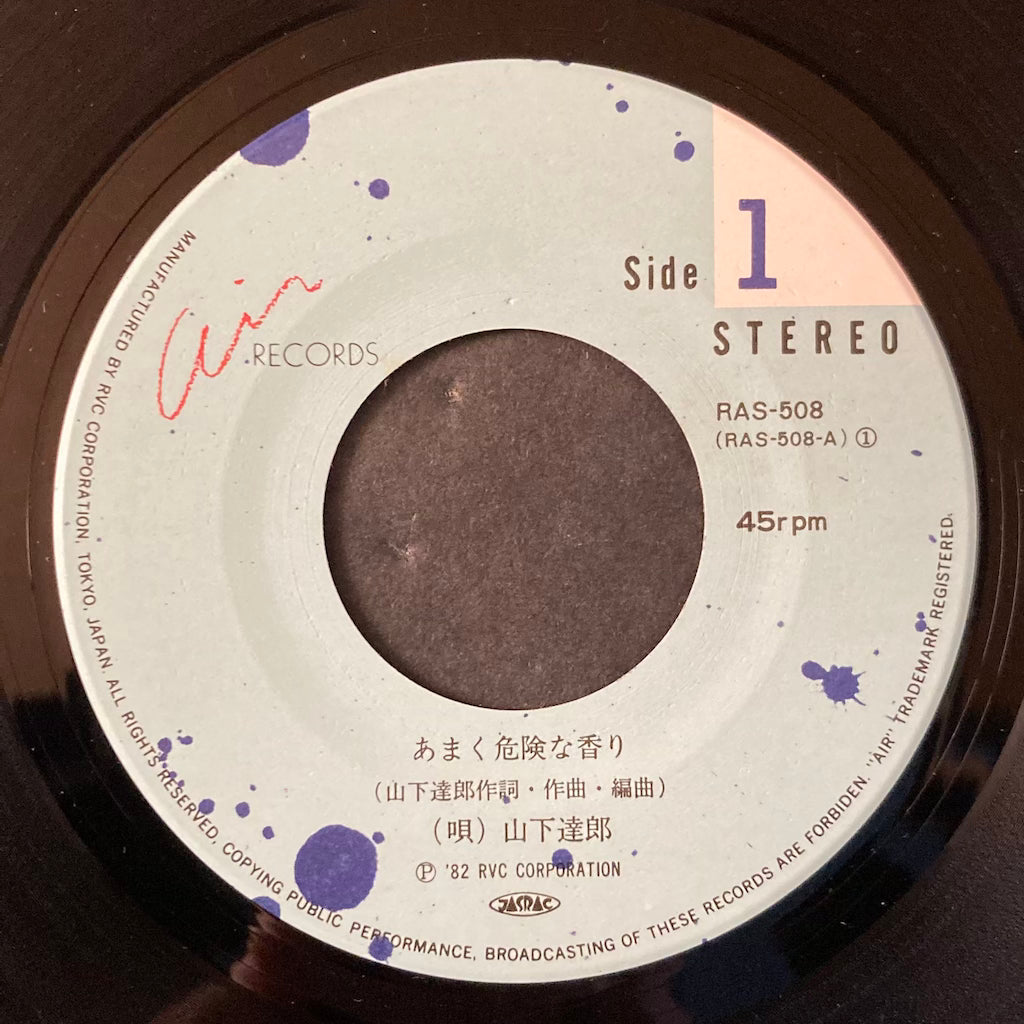 air
RECORDS
Side 1
STEREO
RAS-508
(RAS-508-A) ①
45rpm
あまく危険な香り
(山下達郎作詞・作曲・編曲)
(唄) 山下達郎
Ⓟ '82 RVC CORPORATION
JASRAC
MANUFACTURED BY RVC CORPORATION, TOKYO, JAPAN. ALL RIGHTS RESERVED, COPYING PUBLIC PERFORMANCE, BROADCASTING OF THESE RECORDS ARE FORBIDDEN. "AIR" TRADEMARK REGISTERED.